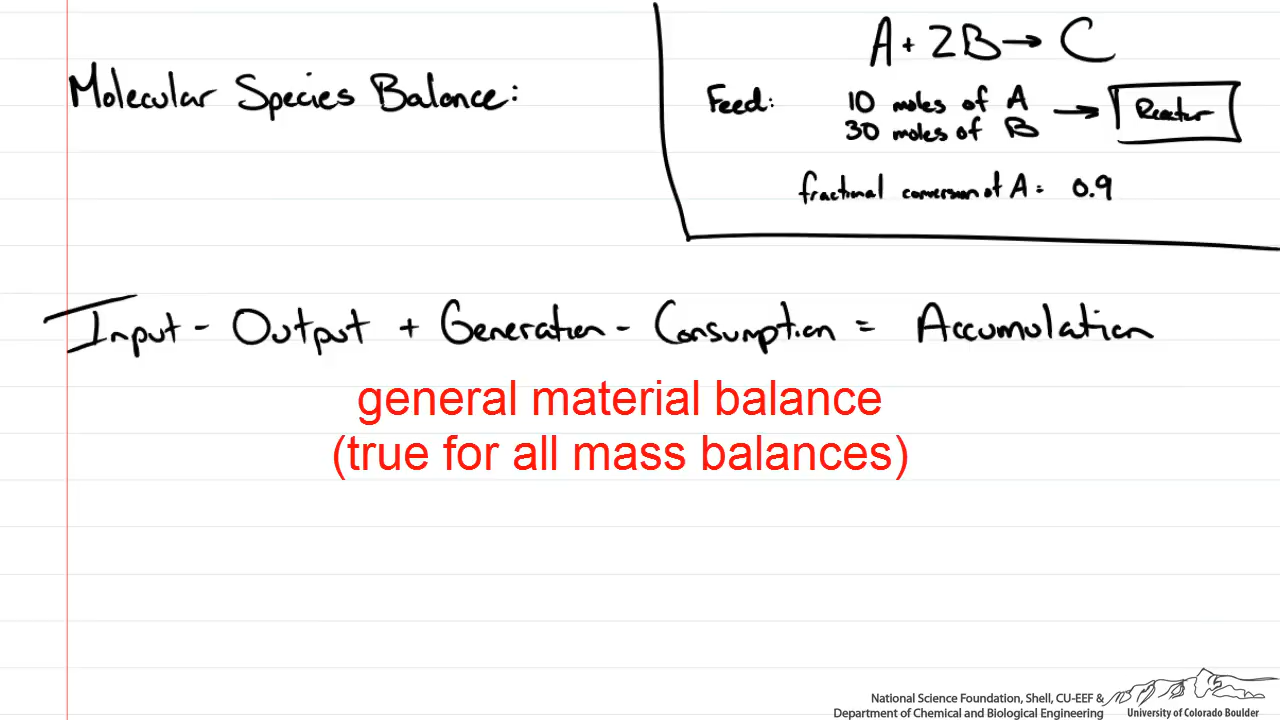 Molecular Species Balance:
A + 2B → C
Feed: 10 moles of A
30 moles of B
→ Reactor
fractional conversion of A = 0.9
Input - Output + Generation - Consumption = Accumulation
general material balance
(true for all mass balances)
National Science Foundation, Shell, CU-EEF &
Department of Chemical and Biological Engineering
University of Colorado Boulder